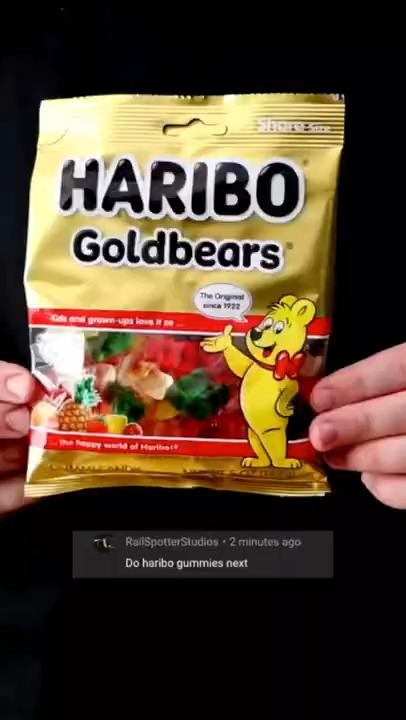 Share Size
HARIBO
Goldbears
The Original
since 1922
Kids and grown-ups love it so ...
... the happy world of Haribo!
RailSpotterStudios • 2 minutes ago
Do haribo gummies next